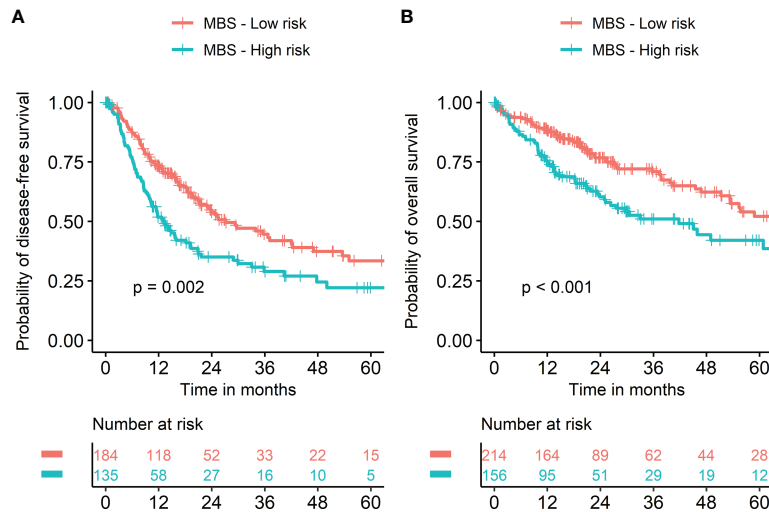 A
MBS - Low risk
MBS - High risk
Probability of disease-free survival
1.00
0.75
0.50
0.25
0.00
p = 0.002
0 12 24 36 48 60
Time in months
Number at risk
184 118 52 33 22 15
135 58 27 16 10 5
0 12 24 36 48 60
B
MBS - Low risk
MBS - High risk
Probability of overall survival
1.00
0.75
0.50
0.25
0.00
p < 0.001
0 12 24 36 48 60
Time in months
Number at risk
214 164 89 62 44 28
156 95 51 29 19 12
0 12 24 36 48 60